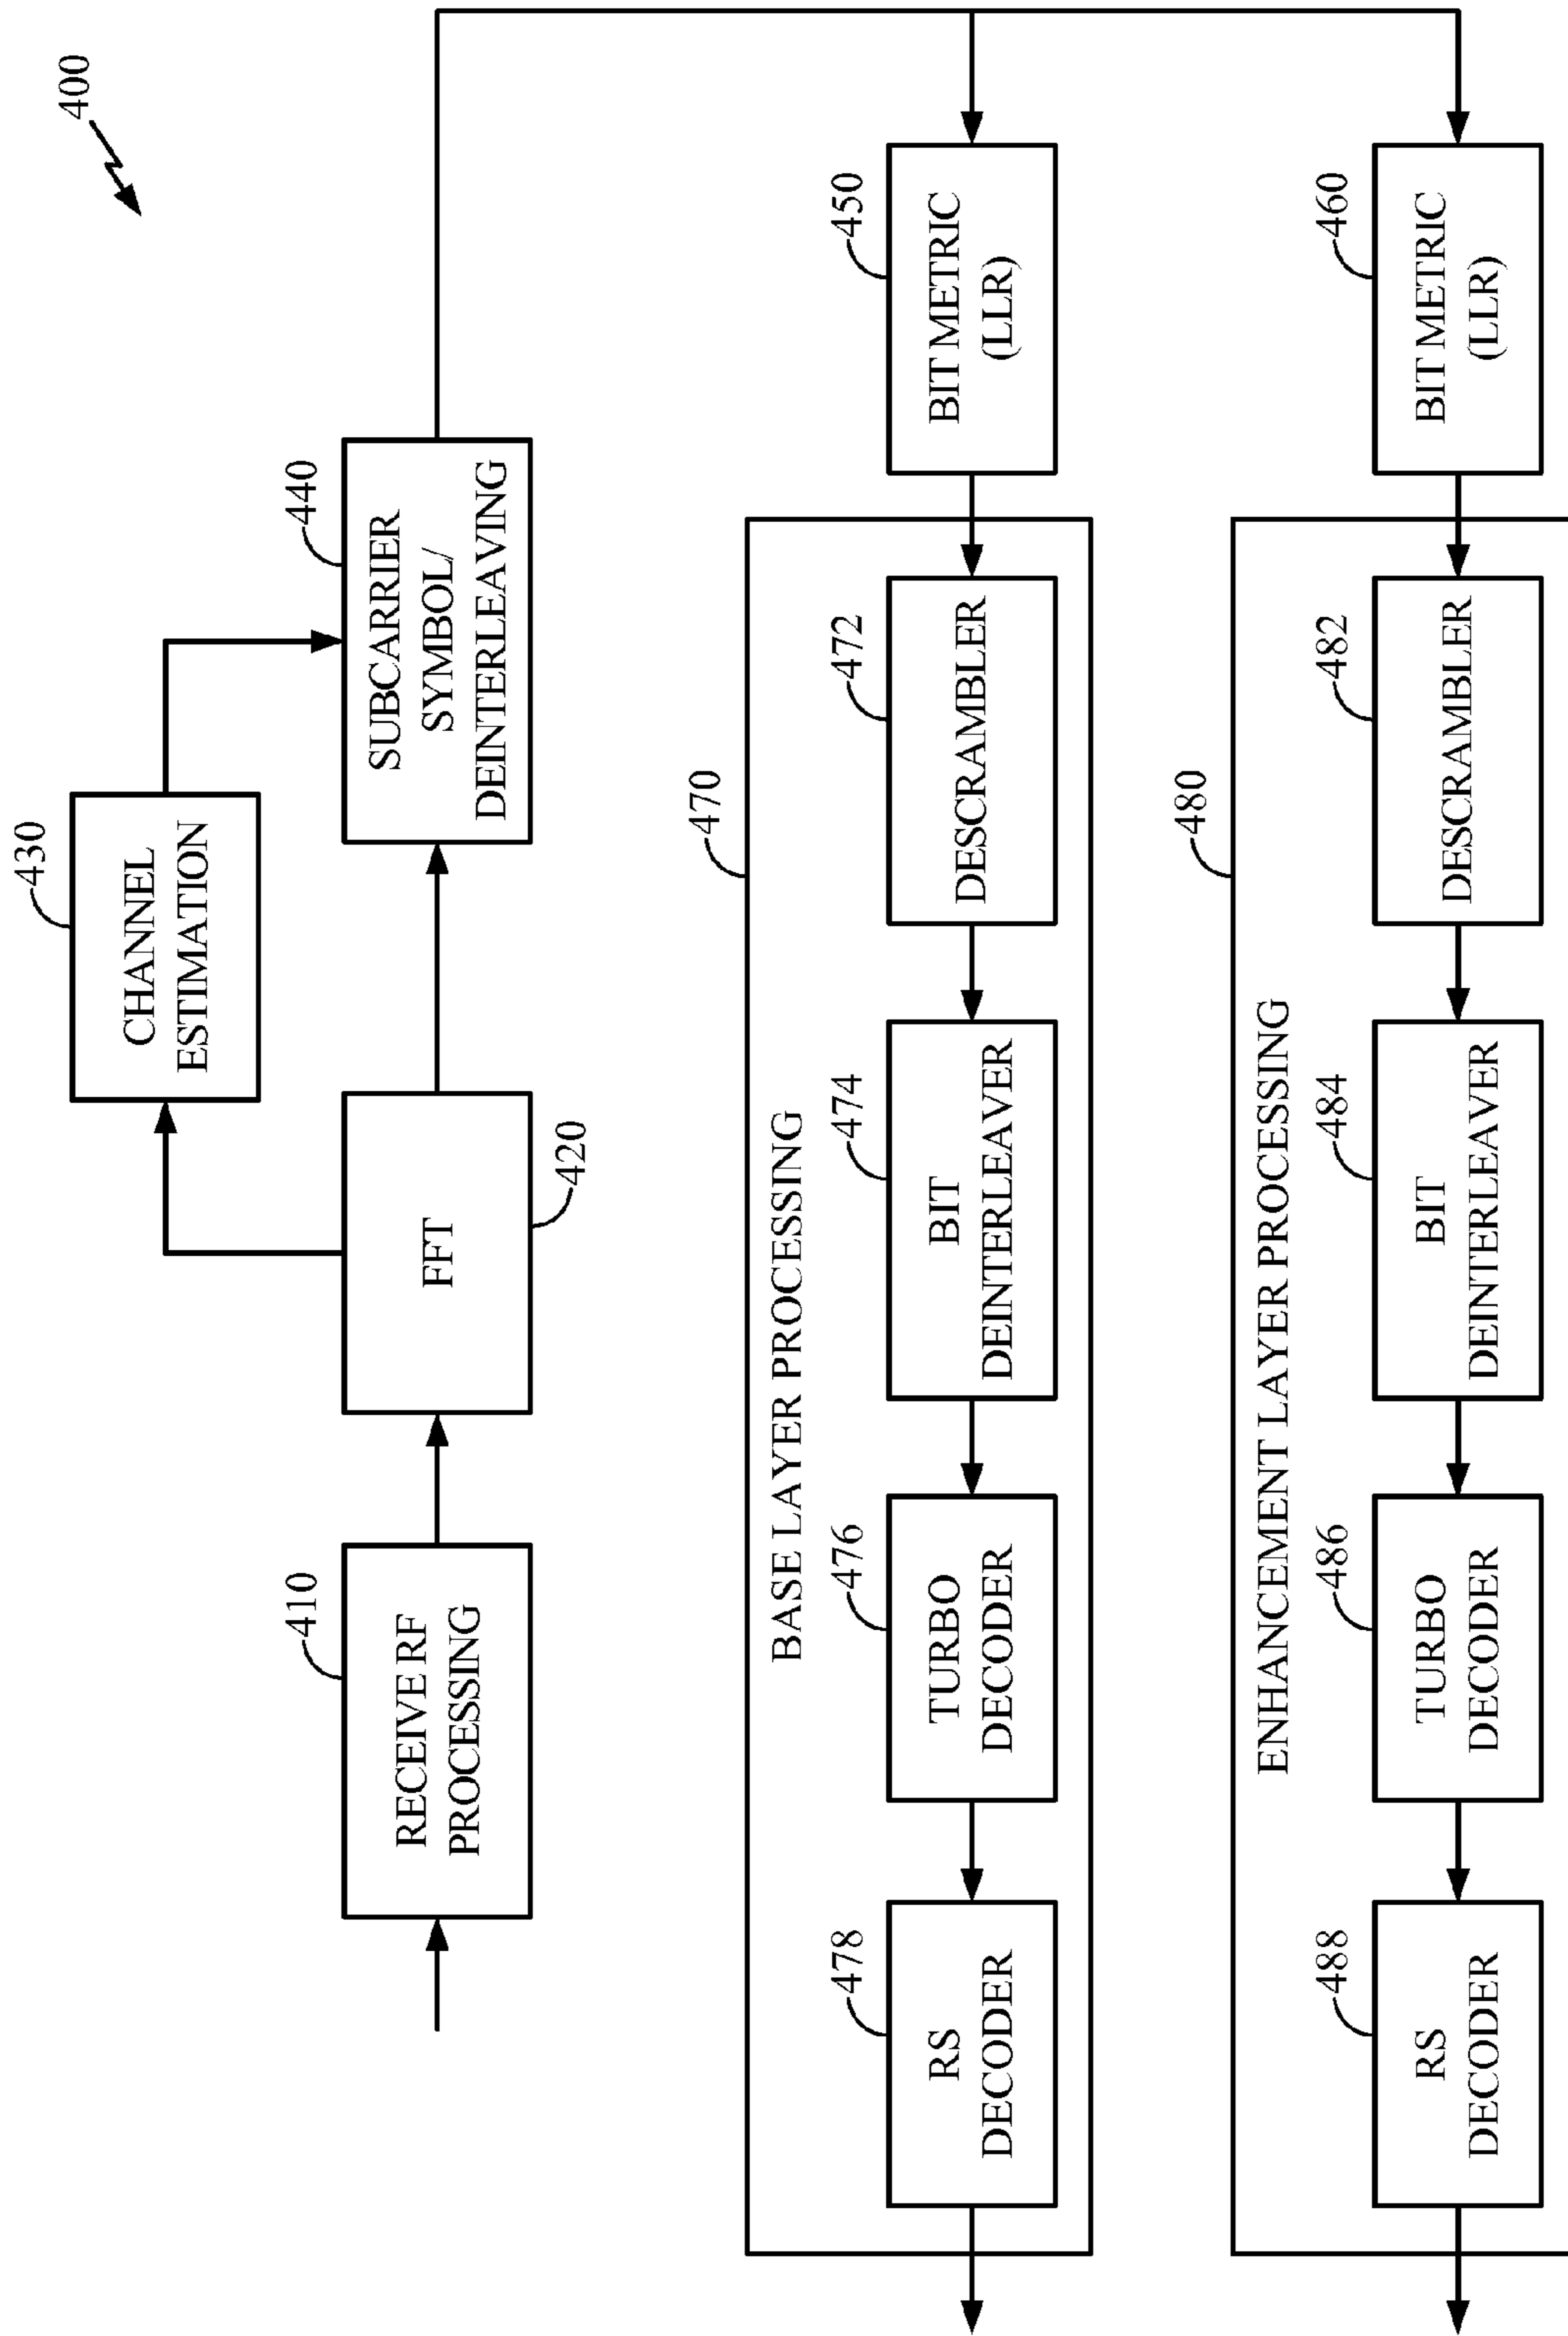 400
430
CHANNEL
ESTIMATION
410
RECEIVE RF
PROCESSING
FFT
420
440
SUBCARRIER
SYMBOL/
DEINTERLEAVING
470
BASE LAYER PROCESSING
478
RS
DECODER
476
TURBO
DECODER
474
BIT
DEINTERLEAVER
472
DESCRAMBLER
450
BIT METRIC
(LLR)
480
ENHANCEMENT LAYER PROCESSING
488
RS
DECODER
486
TURBO
DECODER
484
BIT
DEINTERLEAVER
482
DESCRAMBLER
460
BIT METRIC
(LLR)